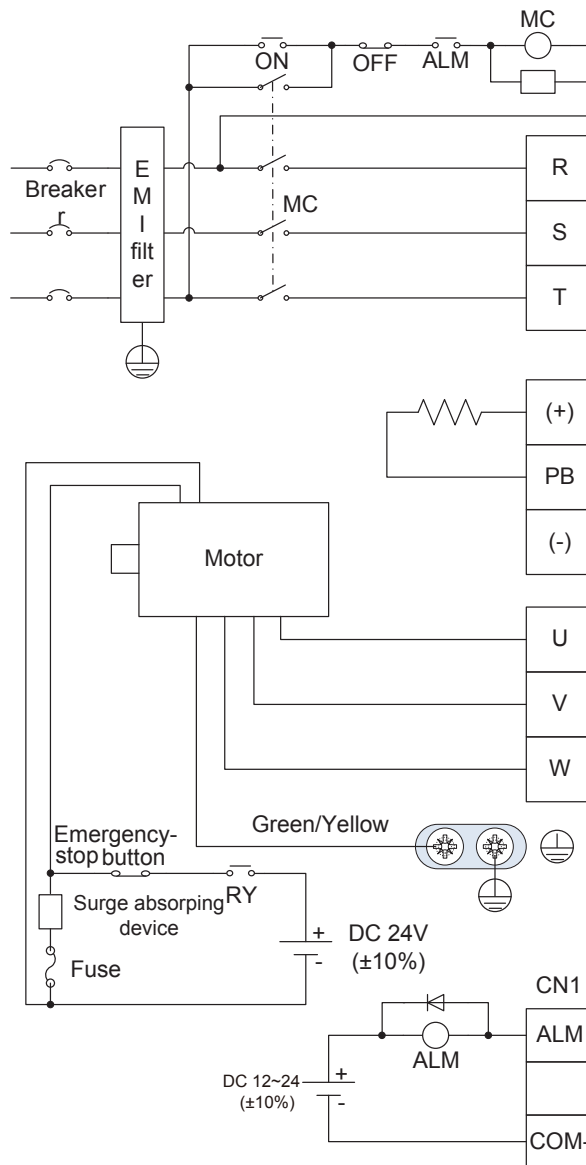 MC
ON
OFF
ALM
Breaker
r
E
M
I
filt
er
MC
R
S
T
(+)
PB
(-)
Motor
U
V
W
Green/Yellow
Emergency-
stop button
RY
Surge absorping
device
Fuse
+
-
DC 24V
(±10%)
CN1
ALM
ALM
DC 12~24
(±10%)
+
-
COM-